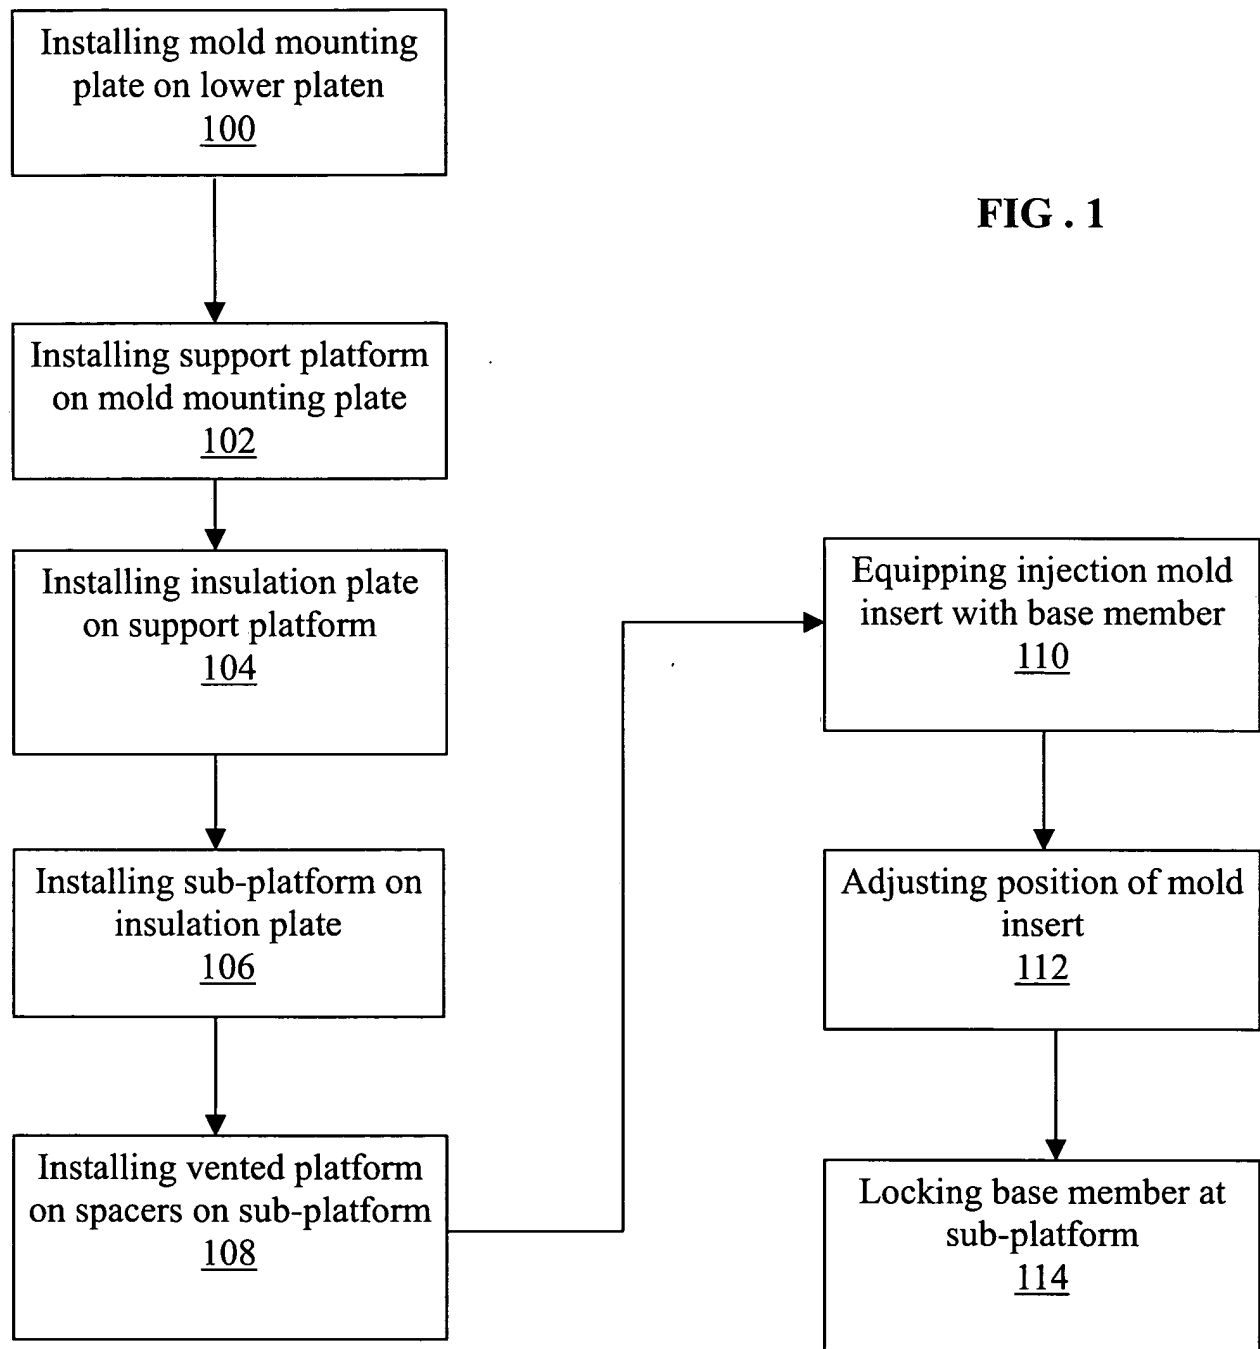 Installing mold mounting
plate on lower platen
100
FIG . 1
Installing support platform
on mold mounting plate
102
Installing insulation plate
on support platform
104
Installing sub-platform on
insulation plate
106
Installing vented platform
on spacers on sub-platform
108
Equipping injection mold
insert with base member
110
Adjusting position of mold
insert
112
Locking base member at
sub-platform
114